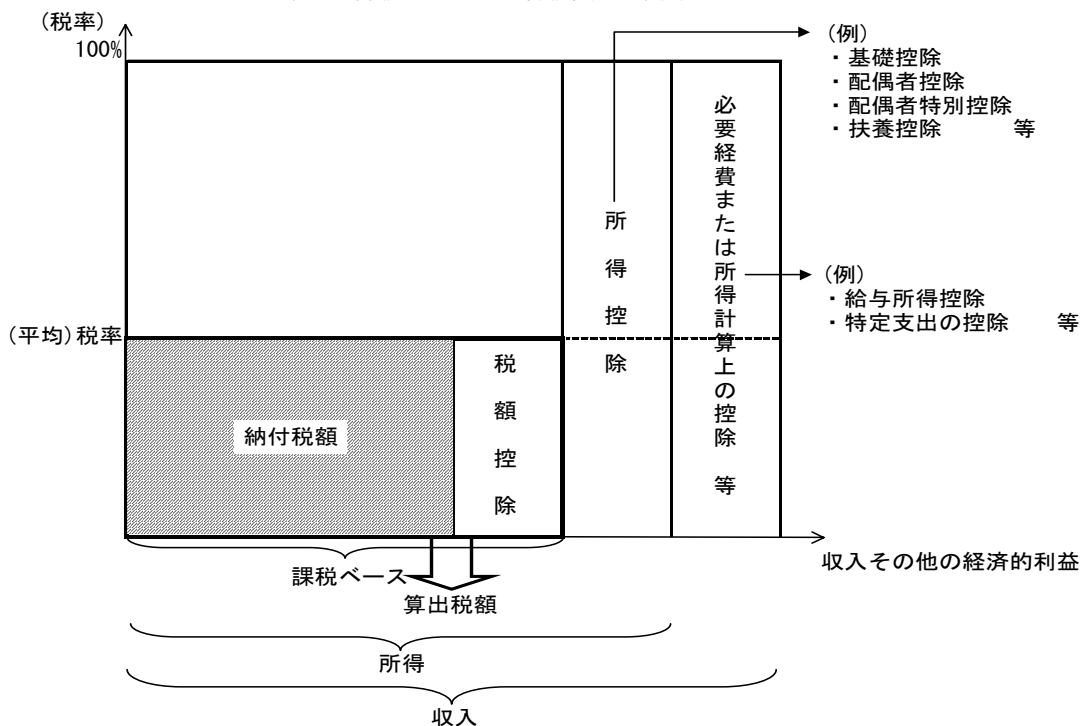 (税率)
100%
(例)
・基礎控除
・配偶者控除
・配偶者特別控除
・扶養控除　　　等
所得控除
必要経費または所得計算上の控除 等
(例)
・給与所得控除
・特定支出の控除　　等
(平均)税率
税額控除
納付税額
収入その他の経済的利益
課税ベース
算出税額
所得
収入